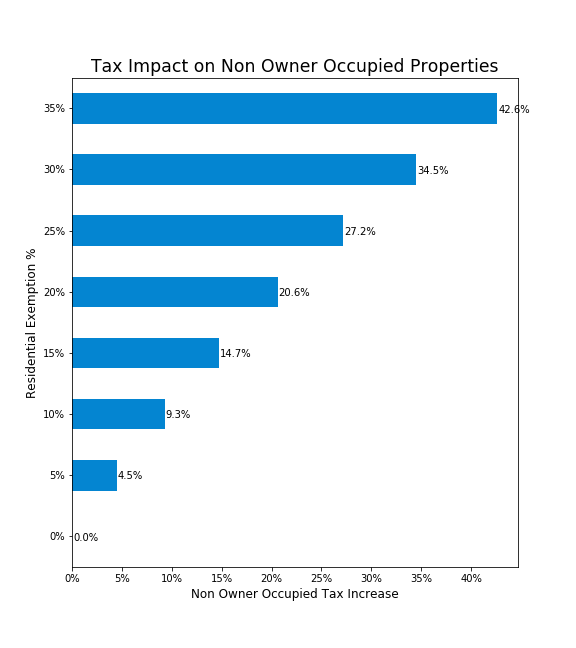 Tax Impact on Non Owner Occupied Properties
Residential Exemption %
35% 42.6%
30% 34.5%
25% 27.2%
20% 20.6%
15% 14.7%
10% 9.3%
5% 4.5%
0% 0.0%
0% 5% 10% 15% 20% 25% 30% 35% 40%
Non Owner Occupied Tax Increase